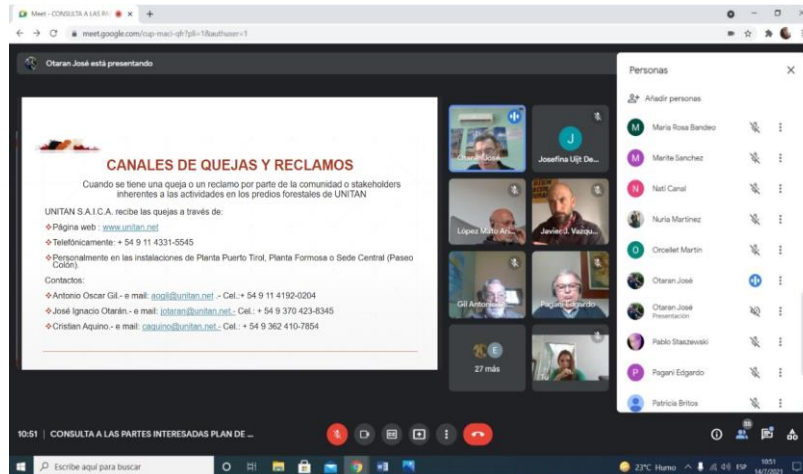 Meet - CONSULTA A LAS PA
meet.google.com/cup-maci-qfr?pli=1&authuser=1
Otaran José está presentando
CANALES DE QUEJAS Y RECLAMOS
Cuando se tiene una queja o un reclamo por parte de la comunidad o stakeholders
inherentes a las actividades en los predios forestales de UNITAN
UNITAN S.A.I.C.A. recibe las quejas a través de:
❖Página web : www.unitan.net
❖Telefónicamente: + 54 9 11 4331-5545
❖Personalmente en las instalaciones de Planta Puerto Tirol, Planta Formosa o Sede Central (Paseo
Colón).
Contactos:
❖Antonio Oscar Gil.- e mail: aogil@unitan.net .- Cel.:+ 54 9 11 4192-0204
❖José Ignacio Otarán.- e mail: jotaran@unitan.net.- Cel.: + 54 9 370 423-8345
❖Cristian Aquino.- e mail: caquino@unitan.net.- Cel.: + 54 9 362 410-7854
Otaran José
J
Josefina Uijt De...
López Mato Ari...
Javier J. Vazqu...
Gil Antonio
Pagani Edgardo
E
27 más
Tú
Personas
Añadir personas
M
Maria Rosa Bandeo
M
Marite Sanchez
N
Nati Canal
Nuria Martinez
O
Orcellet Martin
Otaran José
Otaran José
Presentación
Pablo Staszewski
P
Pagani Edgardo
Patricia Britos
10:51 | CONSULTA A LAS PARTES INTERESADAS PLAN DE ...
33
Escribe aquí para buscar
23°C Humo
ESP
10:51
14/7/2021